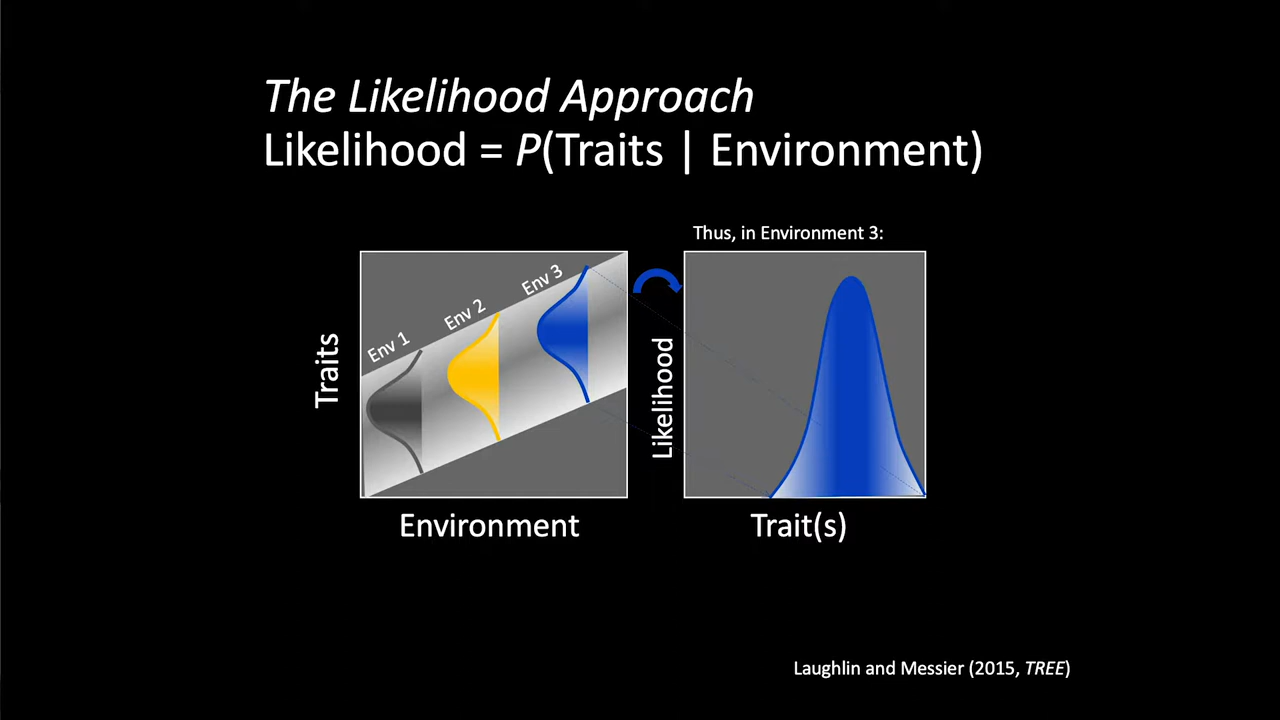 The Likelihood Approach
Likelihood = P(Traits | Environment)
Thus, in Environment 3:
Env 1
Env 2
Env 3
Traits
Likelihood
Environment
Trait(s)
Laughlin and Messier (2015, TREE)